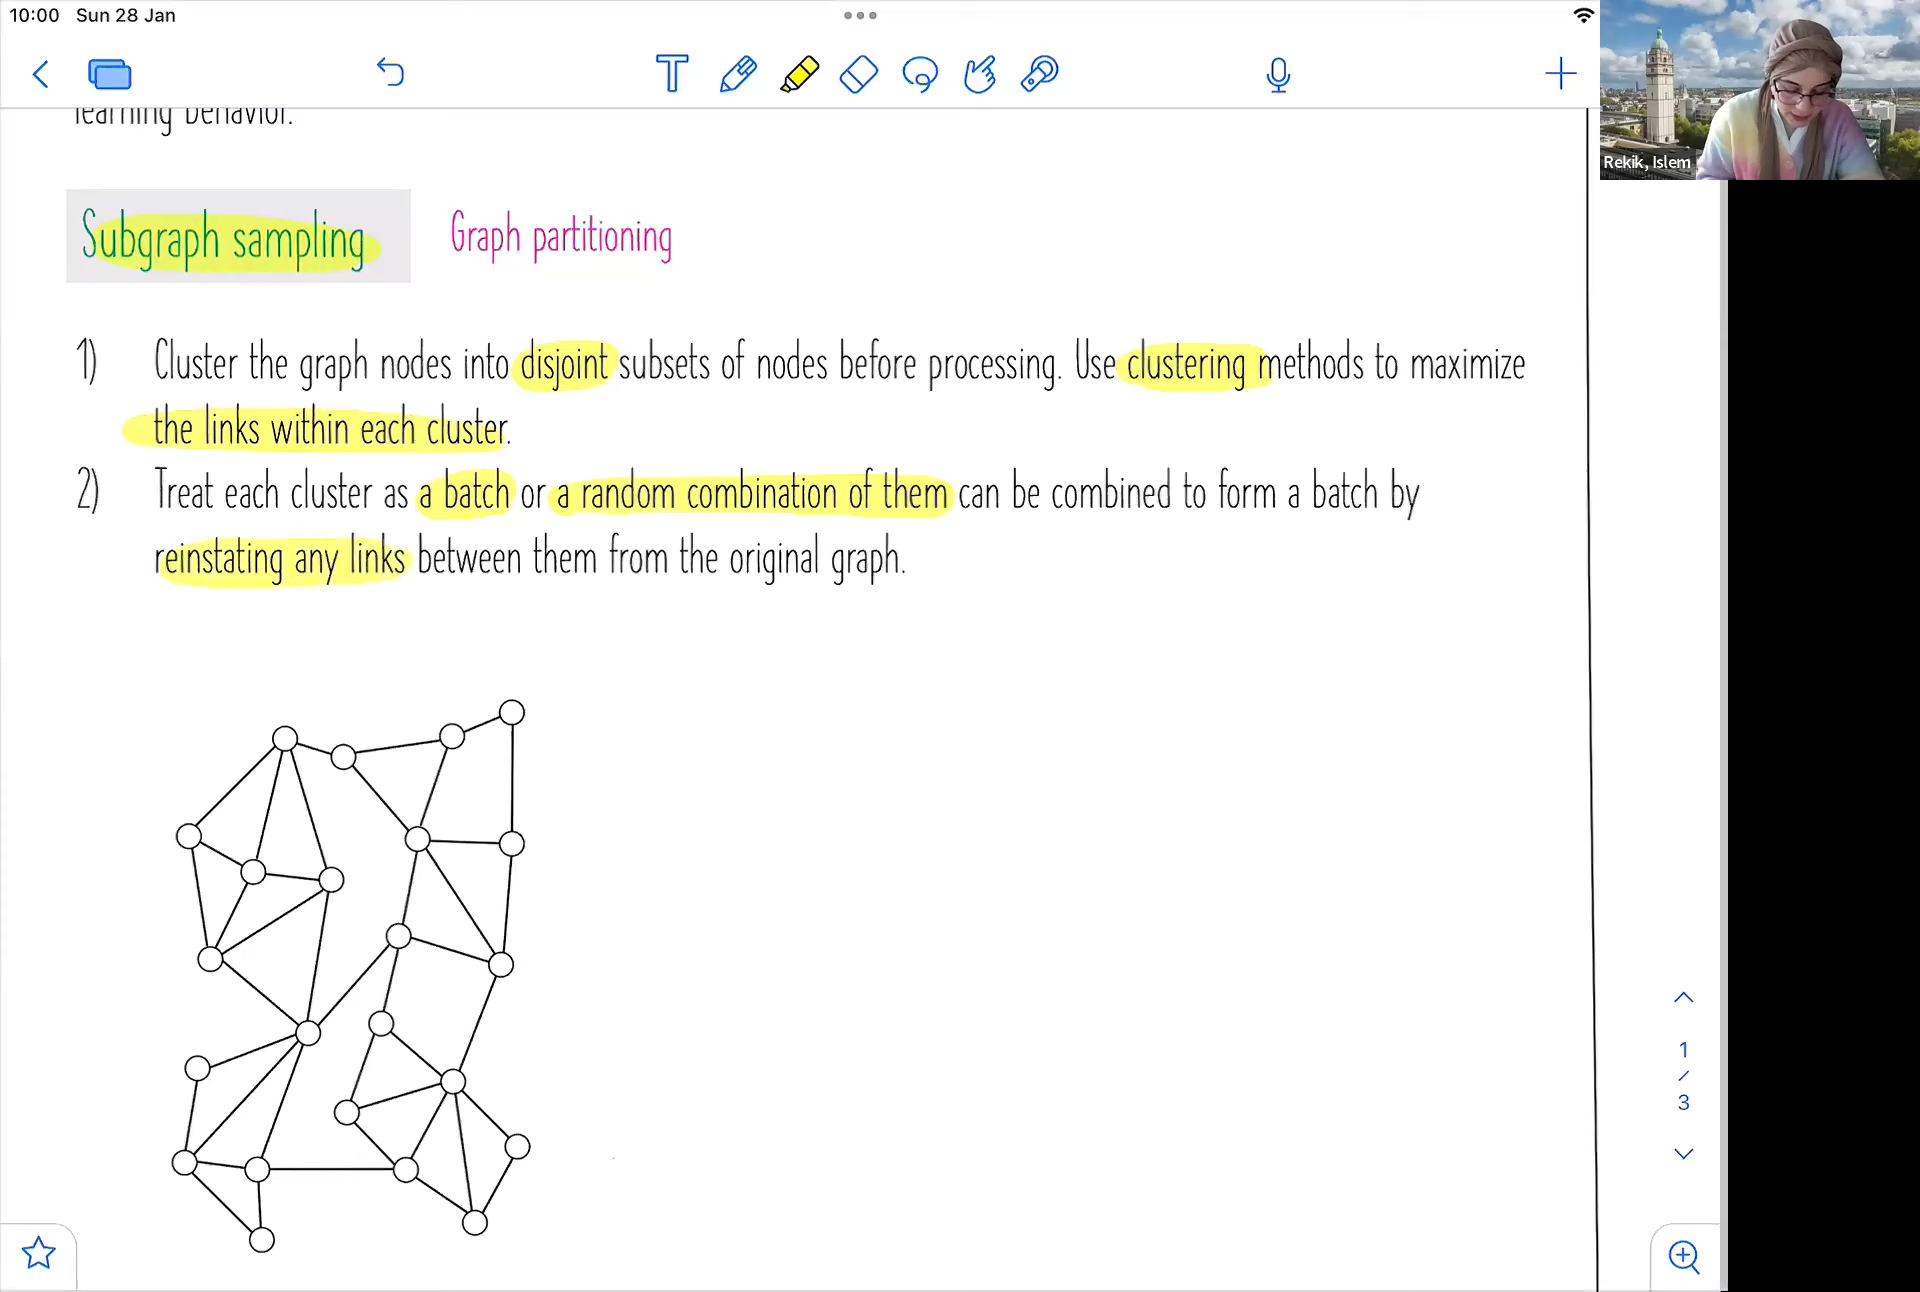 10:00 Sun 28 Jan
learning behavior.
Rekik, Islem
Subgraph sampling Graph partitioning
1) Cluster the graph nodes into disjoint subsets of nodes before processing. Use clustering methods to maximize
the links within each cluster.
2) Treat each cluster as a batch or a random combination of them can be combined to form a batch by
reinstating any links between them from the original graph.
1
/
3